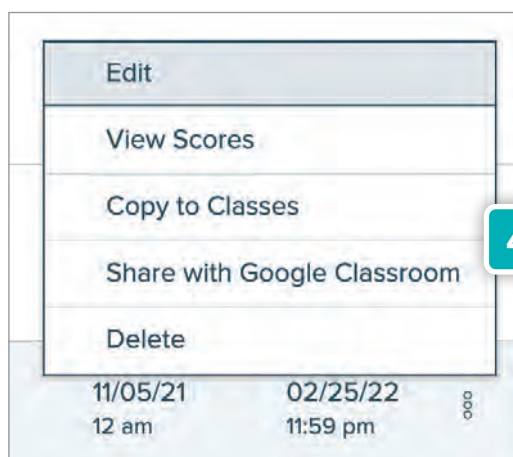 Edit
View Scores
Copy to Classes
Share with Google Classroom
4
Delete
11/05/21 02/25/22
12 am 11:59 pm